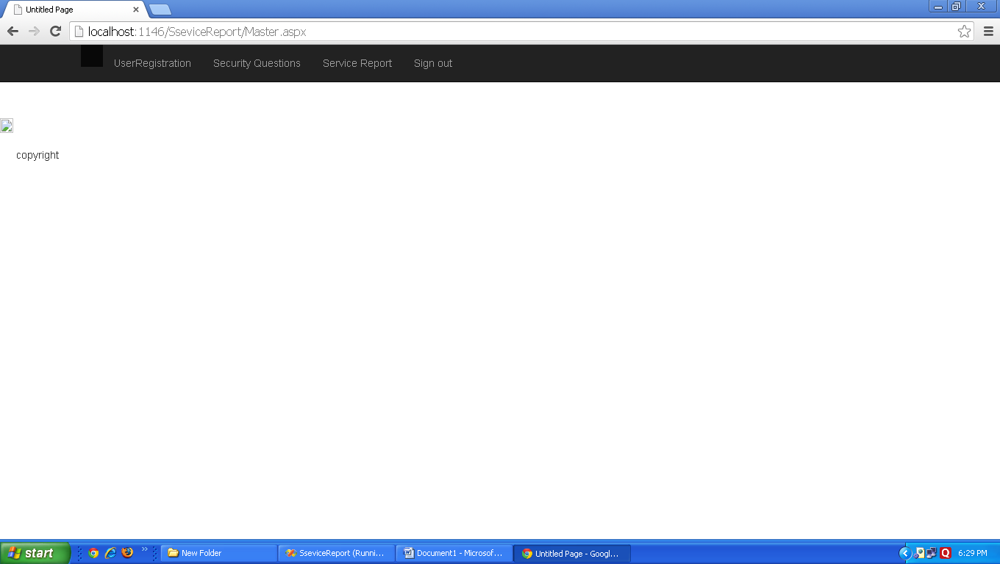 Untitled Page
localhost:1146/SseviceReport/Master.aspx
UserRegistration Security Questions Service Report Sign out
copyright
start New Folder SseviceReport (Runni... Document1 - Microsof... Untitled Page - Googl... Q 6:29 PM